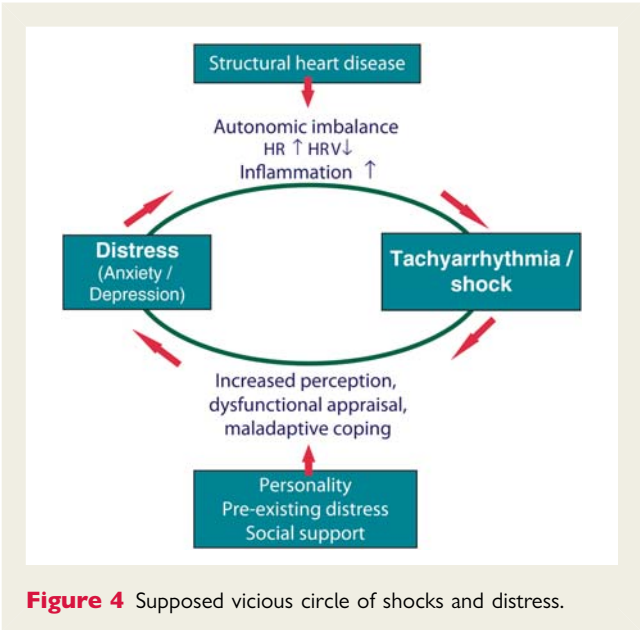 Structural heart disease
Autonomic imbalance
HR ↑ HRV↓
Inflammation ↑
Distress
(Anxiety /
Depression)
Tachyarrhythmia /
shock
Increased perception,
dysfunctional appraisal,
maladaptive coping
Personality
Pre-existing distress
Social support
Figure 4 Supposed vicious circle of shocks and distress.